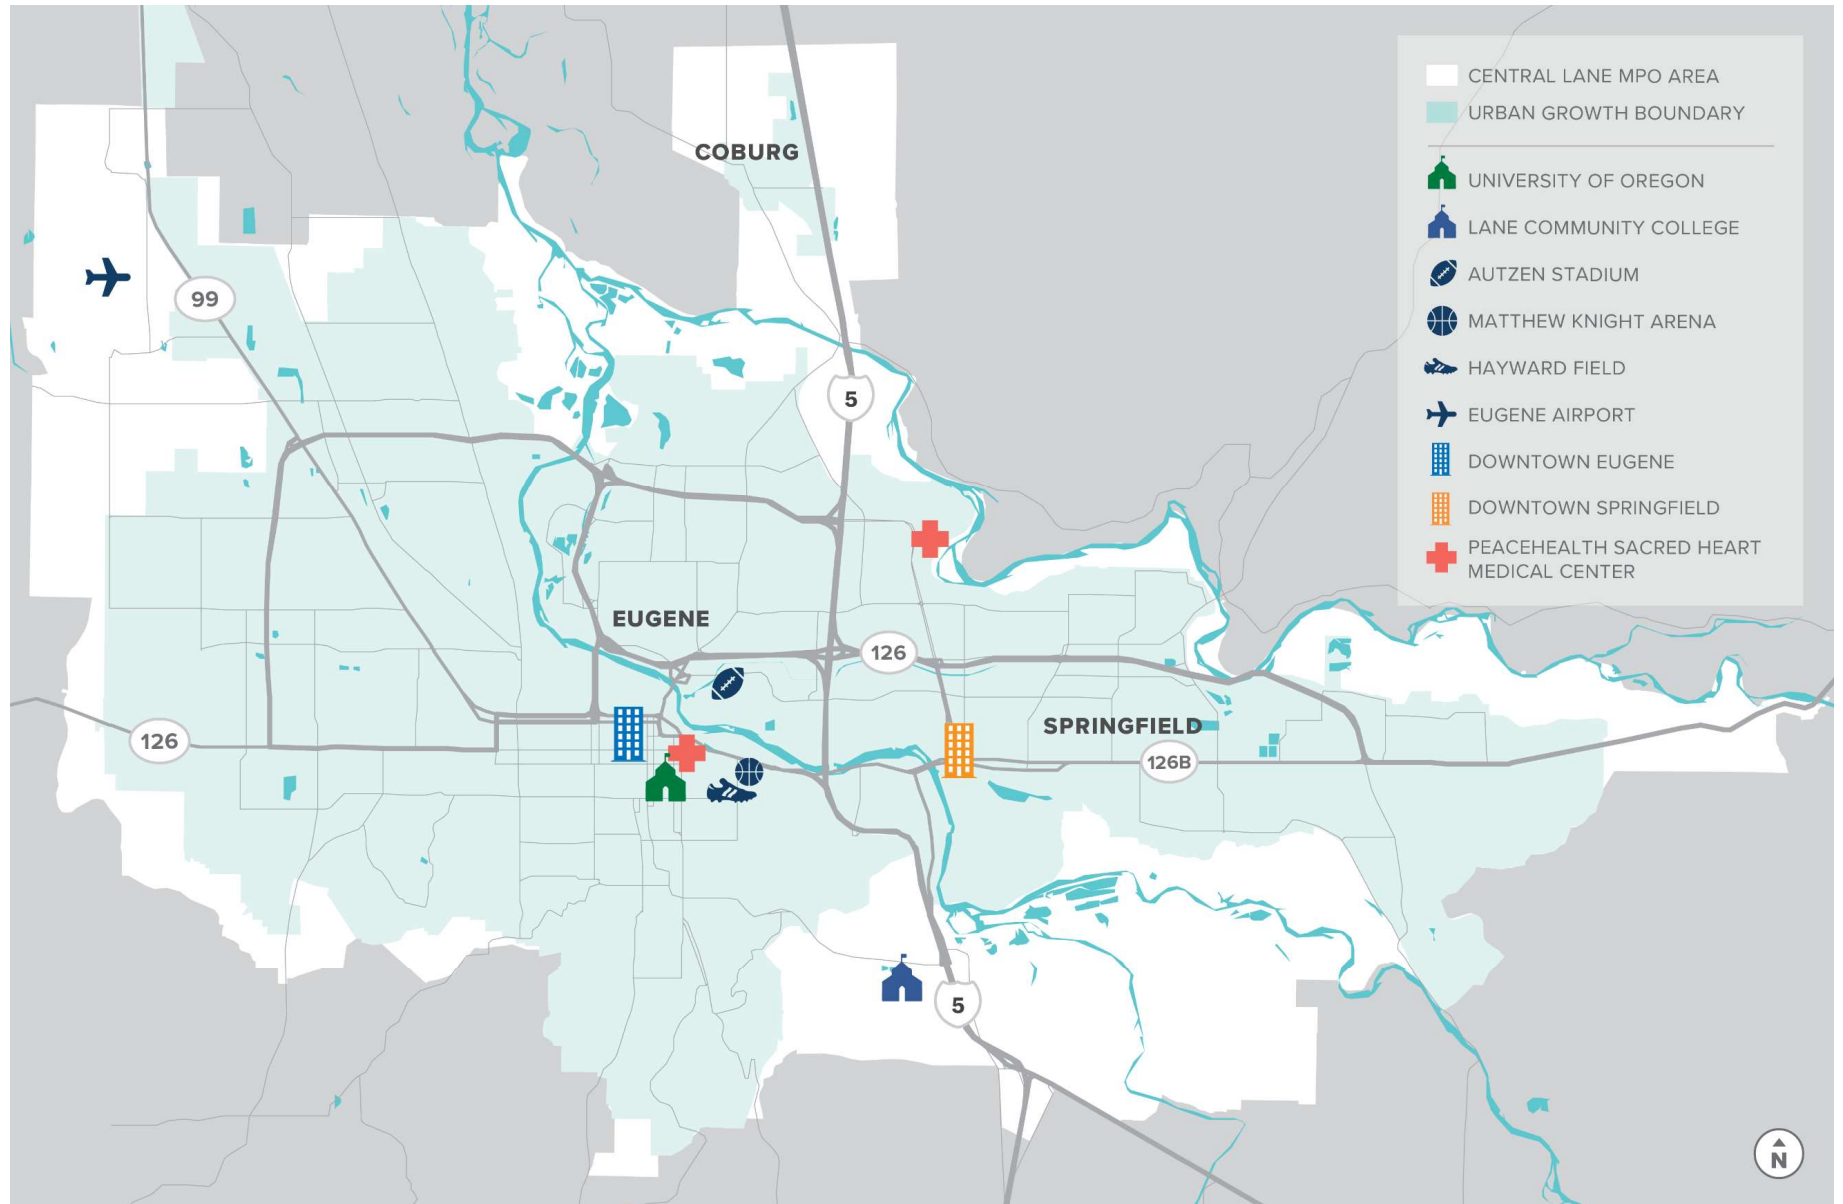 COBURG
99
5
EUGENE
126
126
SPRINGFIELD
126B
5
CENTRAL LANE MPO AREA
URBAN GROWTH BOUNDARY
UNIVERSITY OF OREGON
LANE COMMUNITY COLLEGE
AUTZEN STADIUM
MATTHEW KNIGHT ARENA
HAYWARD FIELD
EUGENE AIRPORT
DOWNTOWN EUGENE
DOWNTOWN SPRINGFIELD
PEACEHEALTH SACRED HEART
MEDICAL CENTER
N